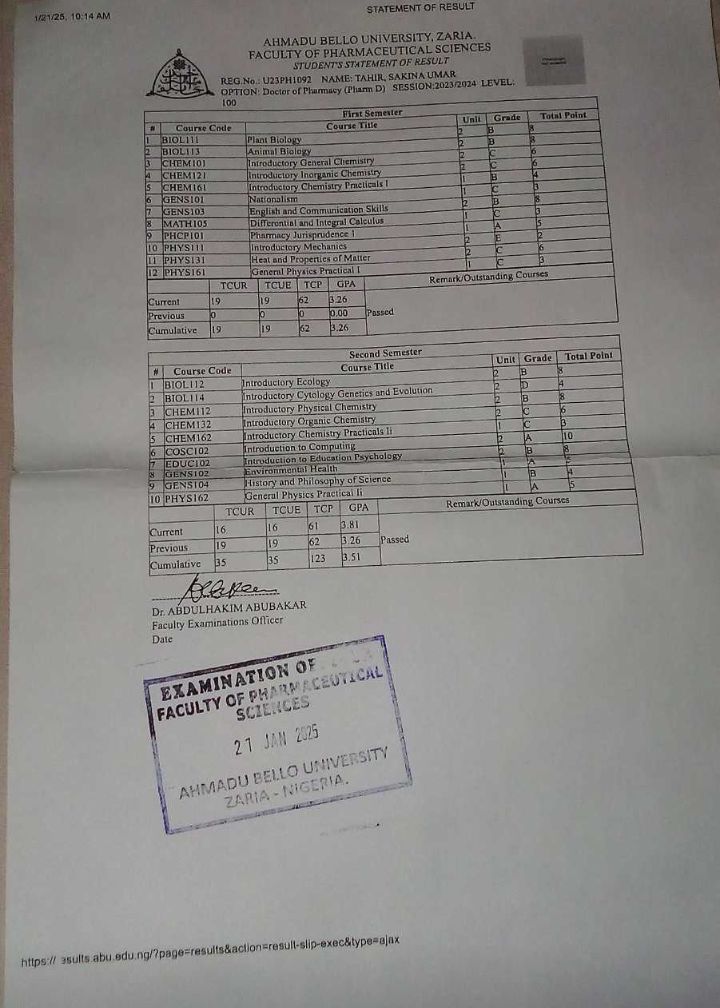 1/21/25, 10:14 AM
STATEMENT OF RESULT
AHMADU BELLO UNIVERSITY, ZARIA.
FACULTY OF PHARMACEUTICAL SCIENCES
STUDENT'S STATEMENT OF RESULT
REG.No.: U23PH1092 NAME: TAHIR, SAKINA UMAR
OPTION: Doctor of Pharmacy (Pharm D) SESSION:2023/2024 LEVEL:
100
First Semester
# Course Code Course Title Unit Grade Total Point
1 BIOL111 Plant Biology 2 B 8
2 BIOL113 Animal Biology 2 B 8
3 CHEM101 Introductory General Chemistry 2 C 6
4 CHEM121 Introductory Inorganic Chemistry 2 C 6
5 CHEM161 Introductory Chemistry Practicals I 1 B 4
6 GENS101 Nationalism 1 C 3
7 GENS103 English and Communication Skills 2 B 8
8 MATH105 Differential and Integral Calculus 1 C 3
9 PHCP101 Pharmacy Jurisprudence I 1 A 5
10 PHYS111 Introductory Mechanics 2 E 2
11 PHYS131 Heat and Properties of Matter 2 C 6
12 PHYS161 General Physics Practical I 1 C 3
TCUR TCUE TCP GPA Remark/Outstanding Courses
Current 19 19 62 3.26
Previous 0 0 0 0.00 Passed
Cumulative 19 19 62 3.26
Second Semester
# Course Code Course Title Unit Grade Total Point
1 BIOL112 Introductory Ecology 2 B 8
2 BIOL114 Introductory Cytology Genetics and Evolution 2 D 4
3 CHEM112 Introductory Physical Chemistry 2 B 8
4 CHEM132 Introductory Organic Chemistry 2 C 6
5 CHEM162 Introductory Chemistry Practicals Ii 1 C 3
6 COSC102 Introduction to Computing 2 A 10
7 EDUC102 Introduction to Education Psychology 2 B 8
8 GENS102 Environmental Health 1 A 5
9 GENS104 History and Philosophy of Science 1 B 4
10 PHYS162 General Physics Practical Ii 1 A 5
TCUR TCUE TCP GPA Remark/Outstanding Courses
Current 16 16 61 3.81
Previous 19 19 62 3.26 Passed
Cumulative 35 35 123 3.51
Dr. ABDULHAKIM ABUBAKAR
Faculty Examinations Officer
Date
EXAMINATION OF
FACULTY OF PHARMACEUTICAL
SCIENCES
21 JAN 2025
AHMADU BELLO UNIVERSITY
ZARIA - NIGERIA.
https:// esults.abu.edu.ng/?page=results&action=result-slip-exec&type=ajax